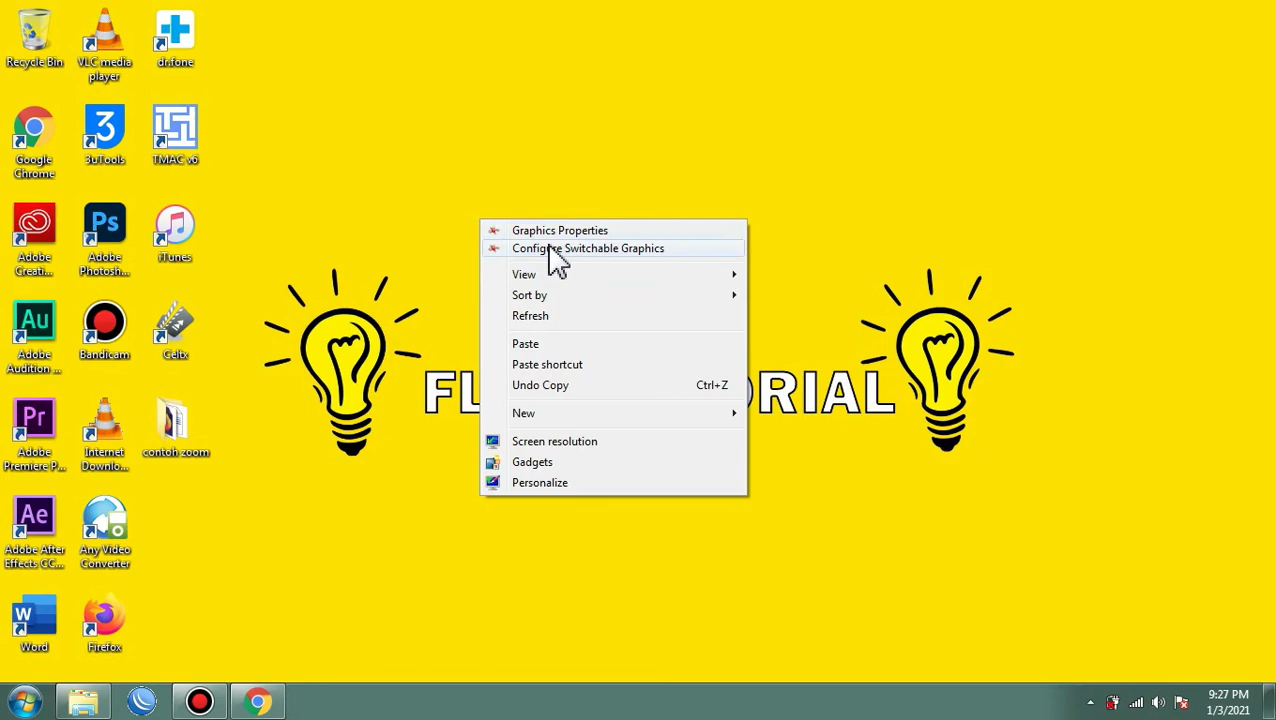 Recycle Bin
VLC media
player
dr.fone
Google
Chrome
3uTools
TMAC v6
Adobe
Creati...
Adobe
Photosh...
iTunes
Adobe
Audition ...
Bandicam
Celtx
Adobe
Premiere P...
Internet
Downlo...
contoh zoom
Adobe After
Effects CC...
Any Video
Converter
Word
Firefox
Graphics Properties
Configure Switchable Graphics
View
Sort by
Refresh
Paste
Paste shortcut
Undo Copy Ctrl+Z
New
Screen resolution
Gadgets
Personalize
9:27 PM
1/3/2021